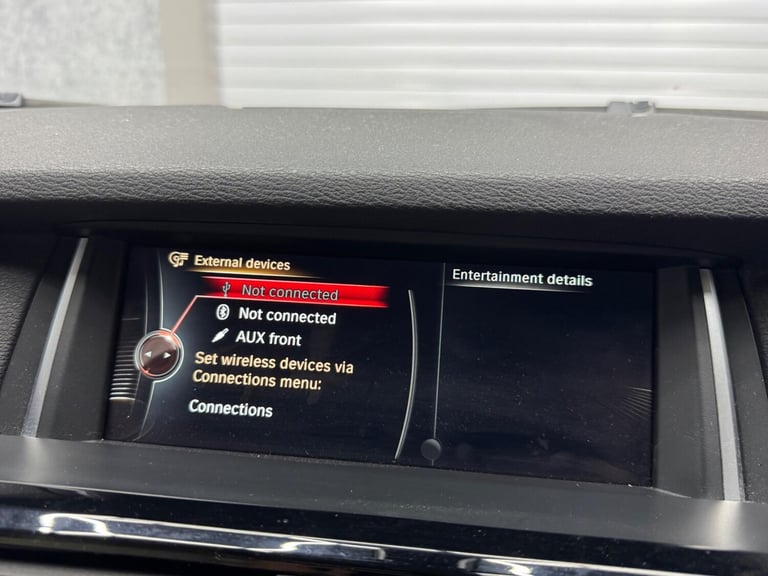 External devices
Not connected
Not connected
AUX front
Set wireless devices via
Connections menu:
Connections
Entertainment details